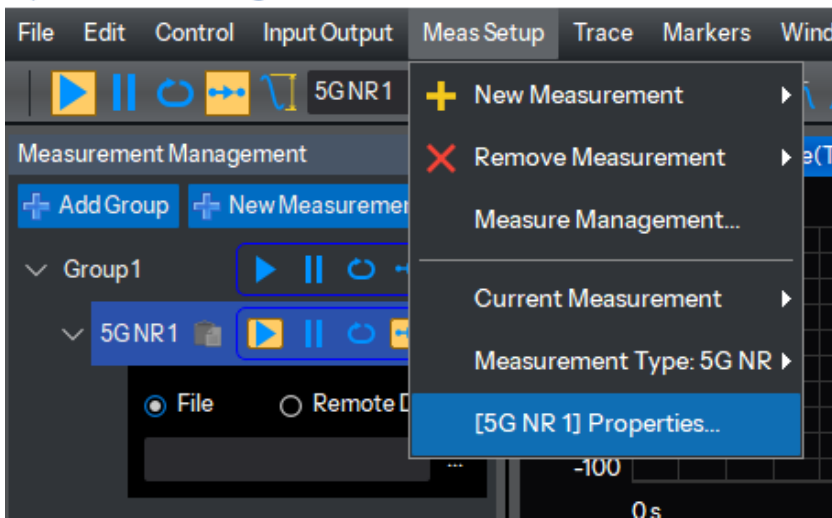 File Edit Control Input Output Meas Setup Trace Markers
5G NR 1
New Measurement
Measurement Management
Remove Measurement
Add Group
Measure Management...
Group1
Current Measurement
5G NR 1
Measurement Type: 5G NR
File Remote
[5G NR 1] Properties...
...
-100
0 s